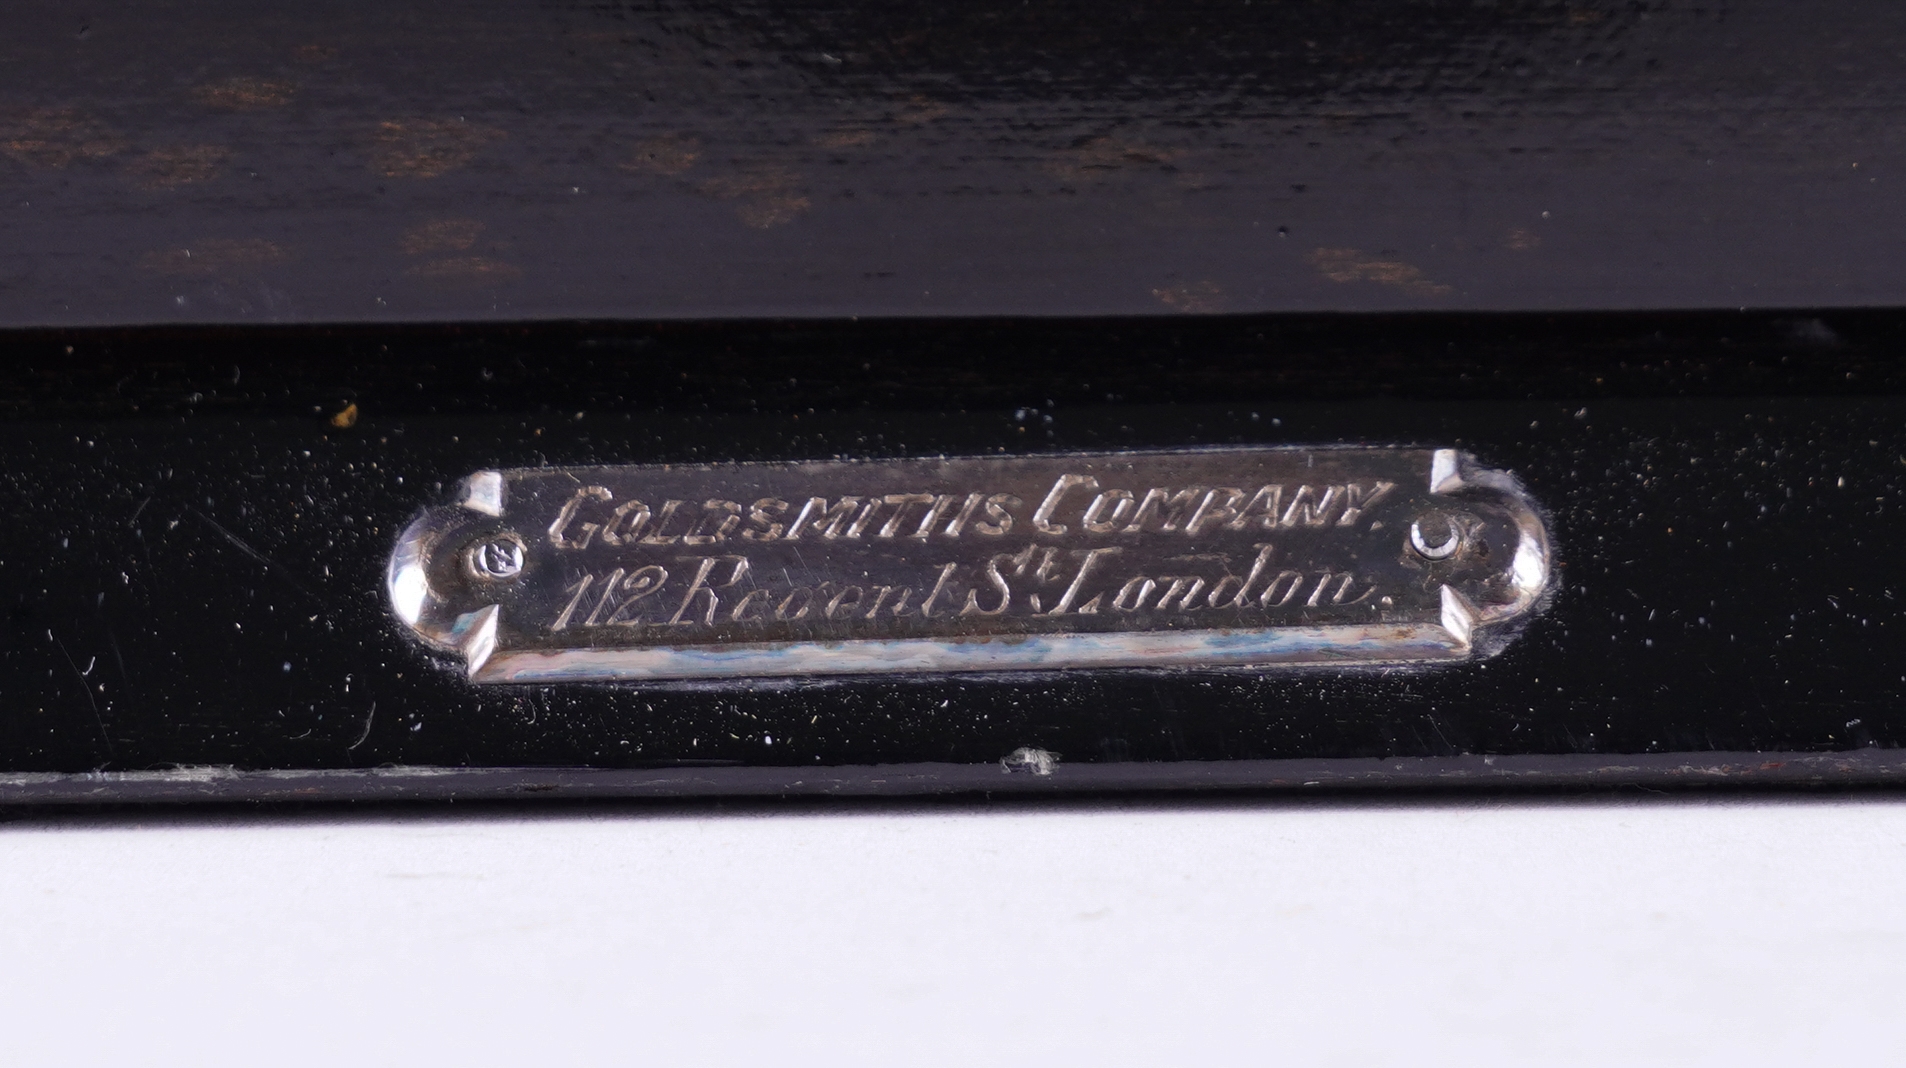 GOLDSMITHS COMPANY.
112 Regent St. London.